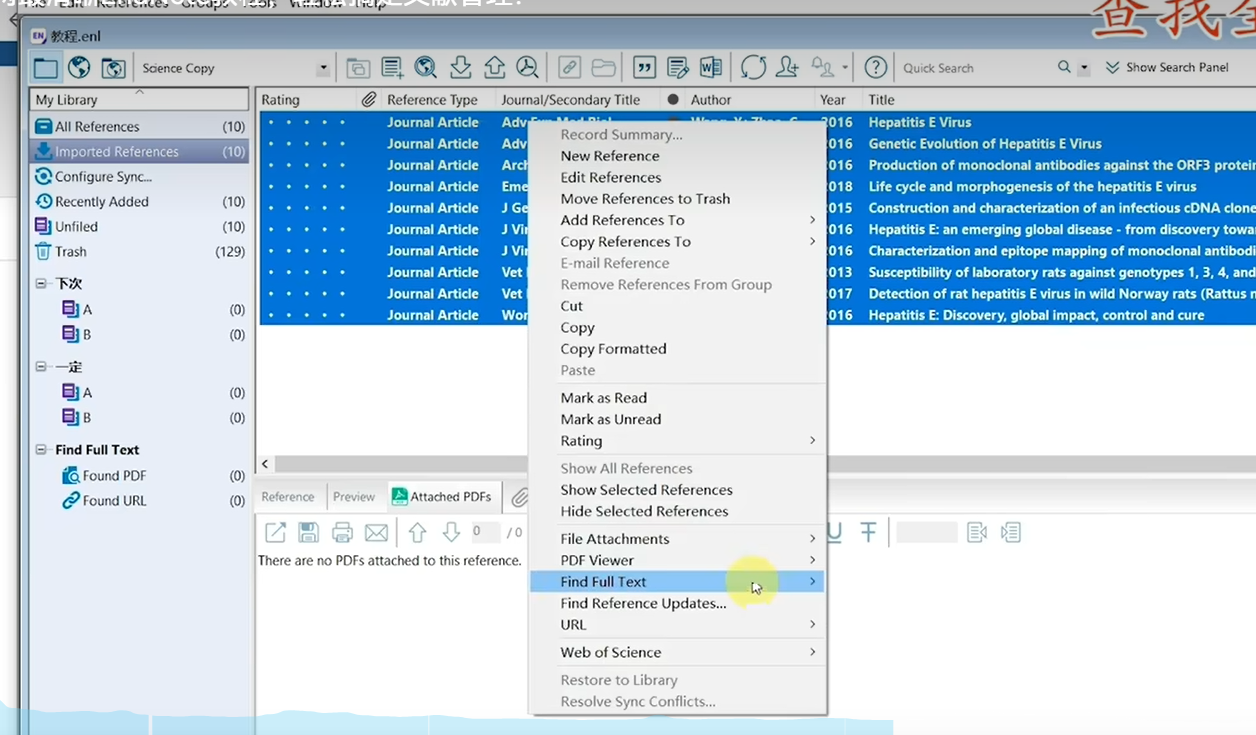 References Groups Tools Window Help
查找全
教程.enl
Science Copy
Quick Search
Show Search Panel
My Library
All References (10)
Imported References (10)
Configure Sync...
Recently Added (10)
Unfiled (10)
Trash (129)
下次
A (0)
B (0)
一定
A (0)
B (0)
Find Full Text
Found PDF (0)
Found URL (0)
Rating Reference Type Journal/Secondary Title Author Year Title
Journal Article Adv Exp Med Biol Wang, Y; Zhao, C 2016 Hepatitis E Virus
Journal Article Adv 2016 Genetic Evolution of Hepatitis E Virus
Journal Article Arch 2016 Production of monoclonal antibodies against the ORF3 protein
Journal Article Eme 2018 Life cycle and morphogenesis of the hepatitis E virus
Journal Article J Ge 2015 Construction and characterization of an infectious cDNA clone
Journal Article J Vi 2016 Hepatitis E: an emerging global disease - from discovery towa
Journal Article J Vi 2016 Characterization and epitope mapping of monoclonal antibodi
Journal Article Vet 2013 Susceptibility of laboratory rats against genotypes 1, 3, 4, and
Journal Article Vet 2017 Detection of rat hepatitis E virus in wild Norway rats (Rattus n
Journal Article Wor 2016 Hepatitis E: Discovery, global impact, control and cure
Record Summary...
New Reference
Edit References
Move References to Trash
Add References To
Copy References To
E-mail Reference
Remove References From Group
Cut
Copy
Copy Formatted
Paste
Mark as Read
Mark as Unread
Rating
Show All References
Show Selected References
Hide Selected References
File Attachments
PDF Viewer
Find Full Text
Find Reference Updates...
URL
Web of Science
Restore to Library
Resolve Sync Conflicts...
Reference Preview Attached PDFs
0 / 0
There are no PDFs attached to this reference.